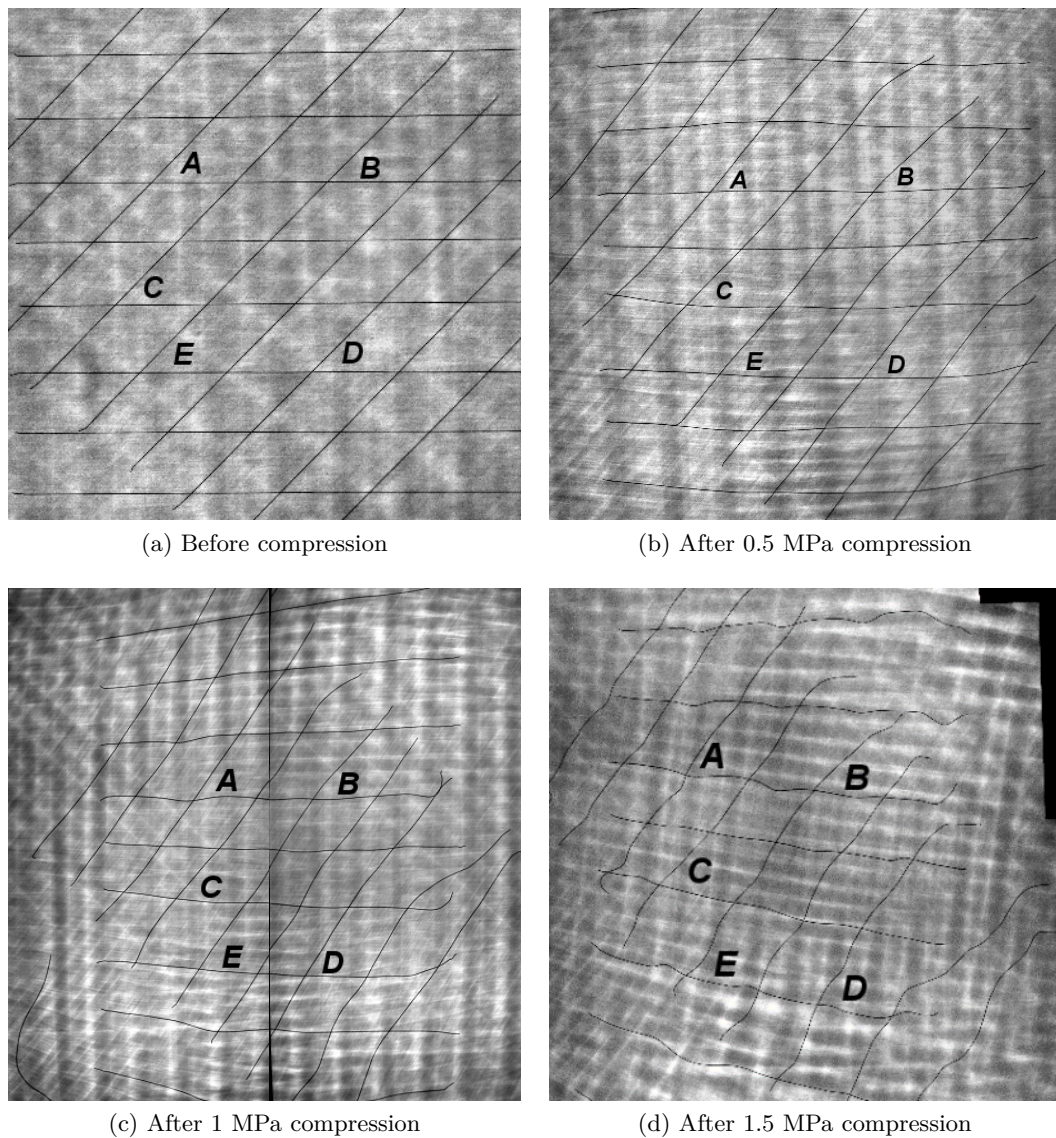 A
B
C
E
D
A
B
C
E
D
(a) Before compression
(b) After 0.5 MPa compression
A
B
C
E
D
A
B
C
E
D
(c) After 1 MPa compression
(d) After 1.5 MPa compression